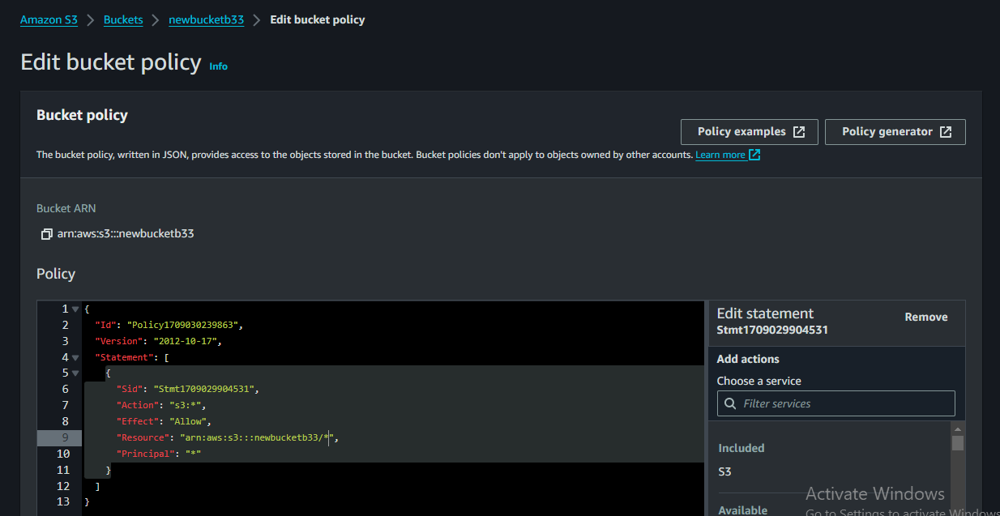 Amazon S3 > Buckets > newbucketb33 > Edit bucket policy
Edit bucket policy Info
Bucket policy
Policy examples
Policy generator
The bucket policy, written in JSON, provides access to the objects stored in the bucket. Bucket policies don't apply to objects owned by other accounts. Learn more
Bucket ARN
arn:aws:s3:::newbucketb33
Policy
1 {
2 "Id": "Policy1709030239863",
3 "Version": "2012-10-17",
4 "Statement": [
5 {
6 "Sid": "Stmt1709029904531",
7 "Action": "s3:*",
8 "Effect": "Allow",
9 "Resource": "arn:aws:s3:::newbucketb33/*",
10 "Principal": "*"
11 }
12 ]
13 }
Edit statement
Remove
Stmt1709029904531
Add actions
Choose a service
Filter services
Included
S3
Available
Activate Windows
Go to Settings to activate Windows